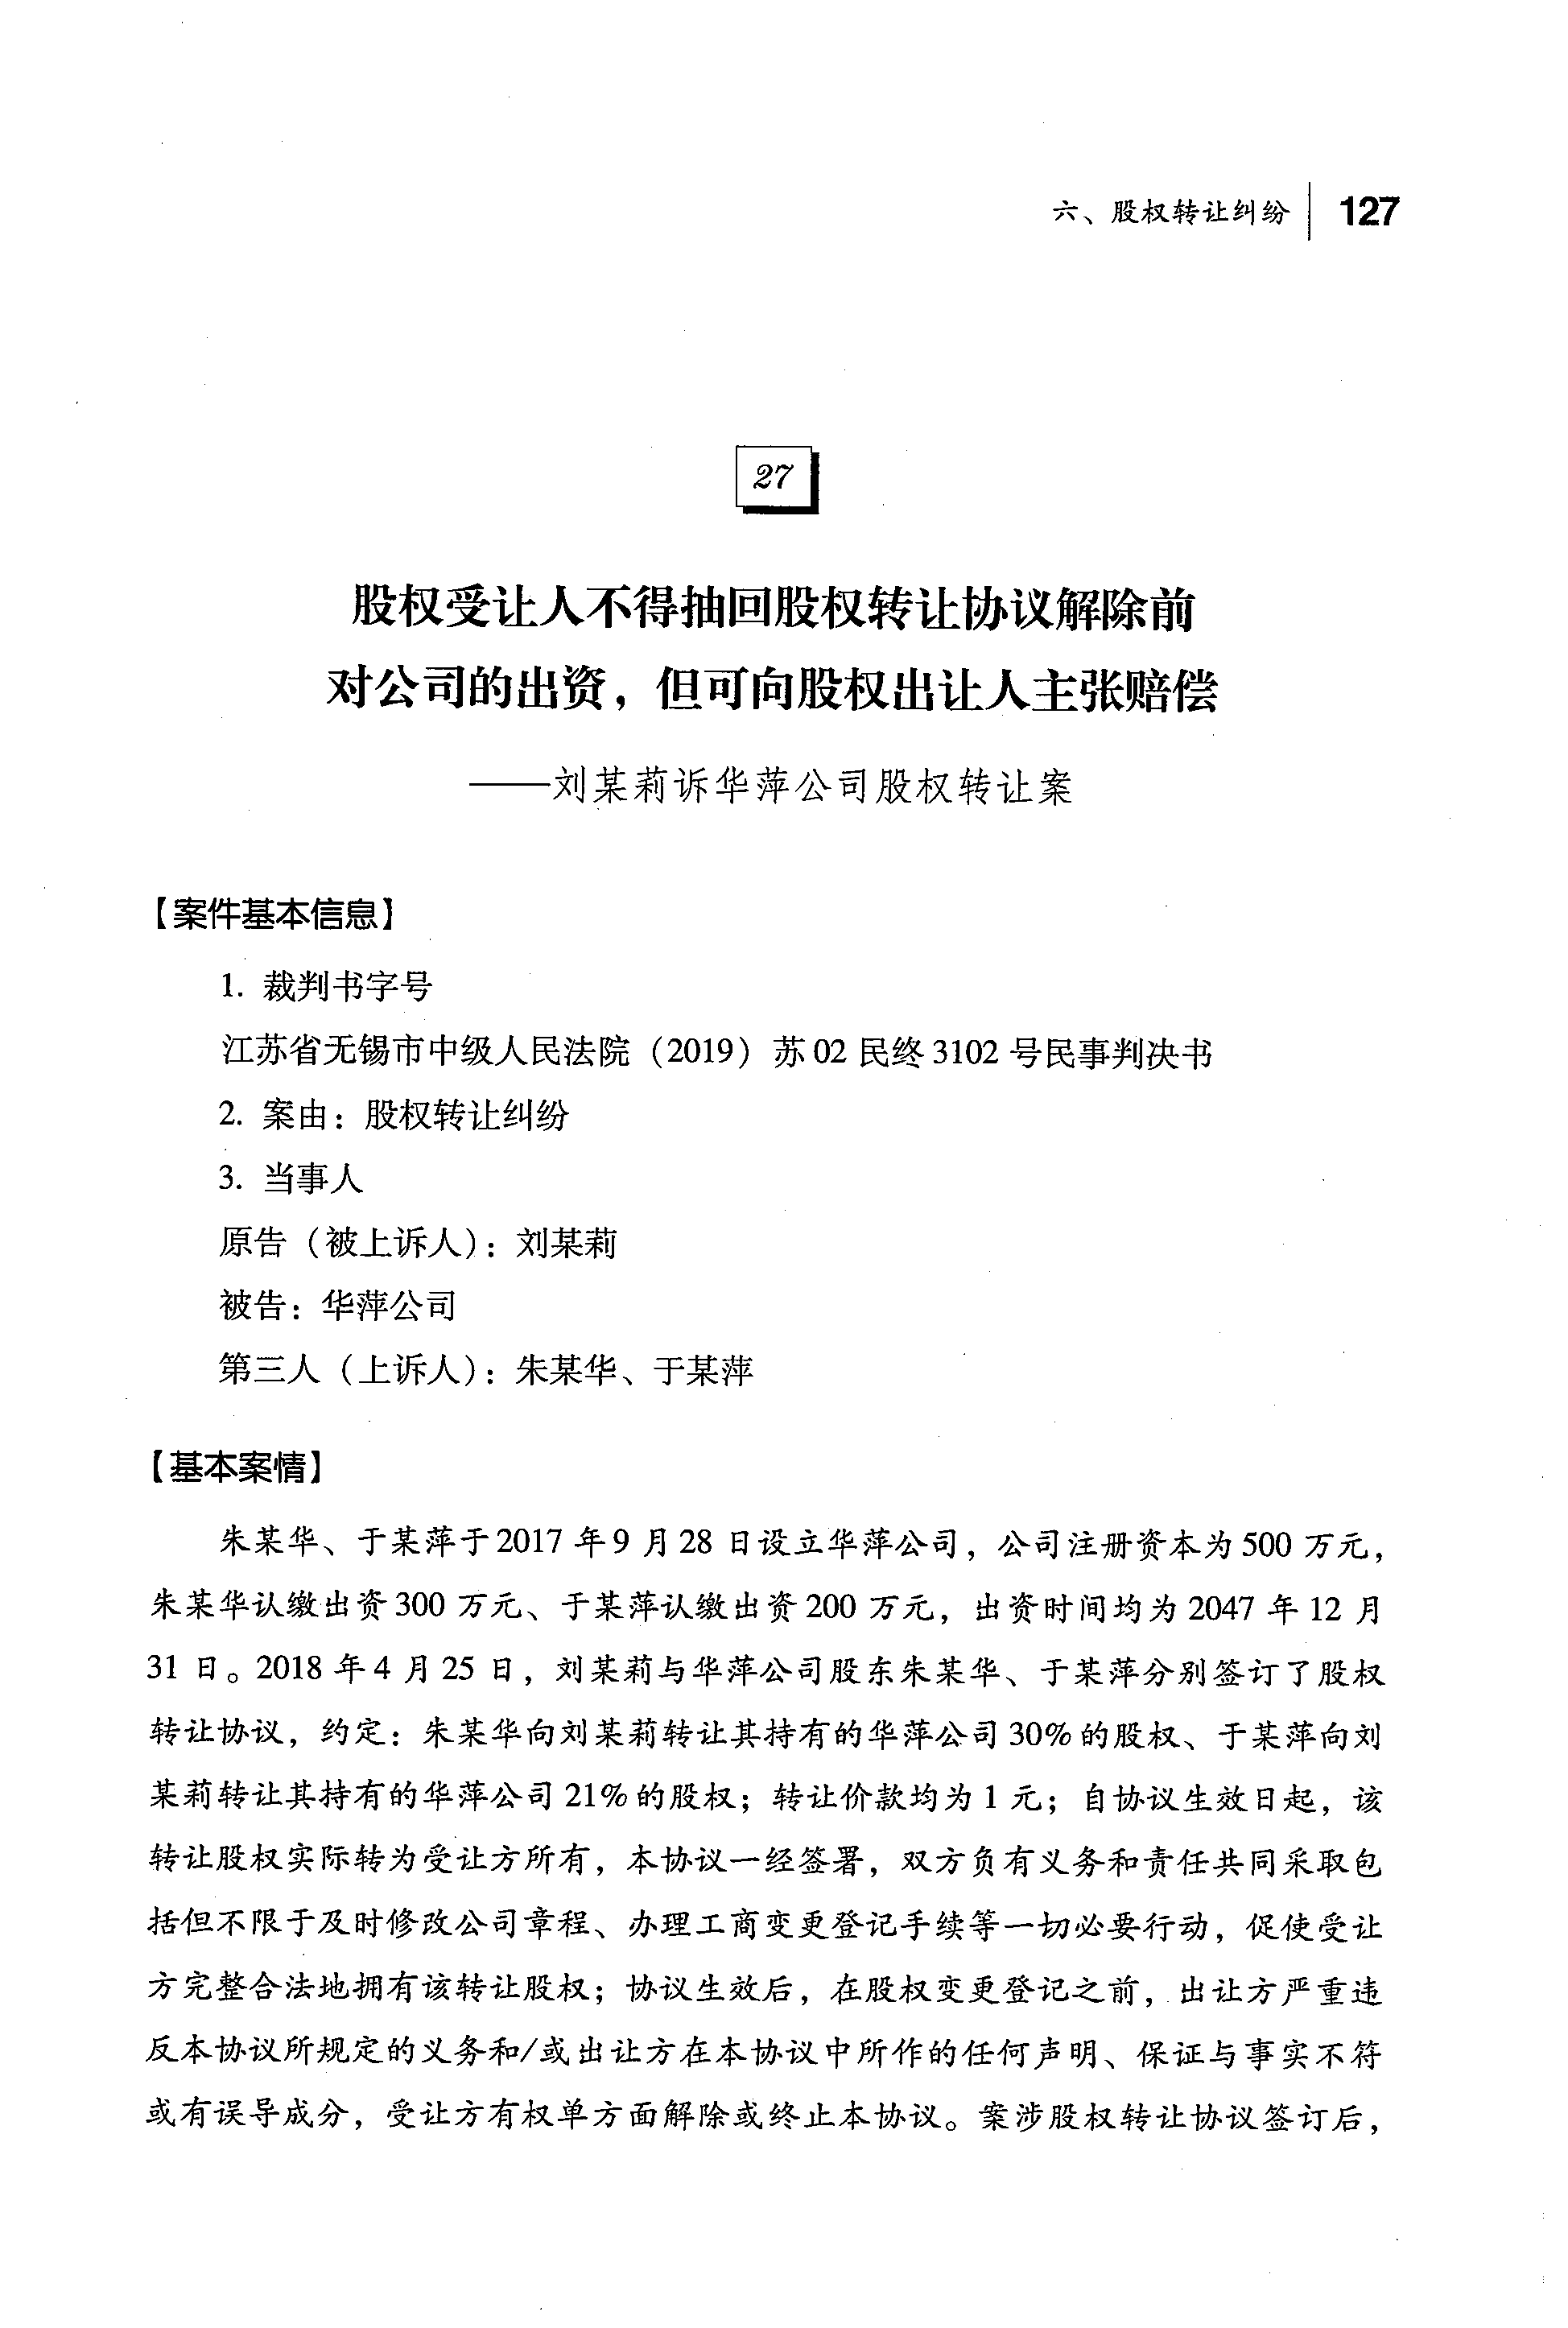 六、股权转让纠纷 127
27
股权受让人不得抽回股权转让协议解除前
对公司的出资，但可向股权出让人主张赔偿
——刘某莉诉华萍公司股权转让案
【案件基本信息】
1. 裁判书字号
江苏省无锡市中级人民法院（2019）苏02民终3102号民事判决书
2. 案由：股权转让纠纷
3. 当事人
原告（被上诉人）：刘某莉
被告：华萍公司
第三人（上诉人）：朱某华、于某萍
【基本案情】
朱某华、于某萍于2017年9月28日设立华萍公司，公司注册资本为500万元，
朱某华认缴出资300万元、于某萍认缴出资200万元，出资时间均为2047年12月
31日。2018年4月25日，刘某莉与华萍公司股东朱某华、于某萍分别签订了股权
转让协议，约定：朱某华向刘某莉转让其持有的华萍公司30%的股权、于某萍向刘
某莉转让其持有的华萍公司21%的股权；转让价款均为1元；自协议生效日起，该
转让股权实际转为受让方所有，本协议一经签署，双方负有义务和责任共同采取包
括但不限于及时修改公司章程、办理工商变更登记手续等一切必要行动，促使受让
方完整合法地拥有该转让股权；协议生效后，在股权变更登记之前，出让方严重违
反本协议所规定的义务和/或出让方在本协议中所作的任何声明、保证与事实不符
或有误导成分，受让方有权单方面解除或终止本协议。案涉股权转让协议签订后，